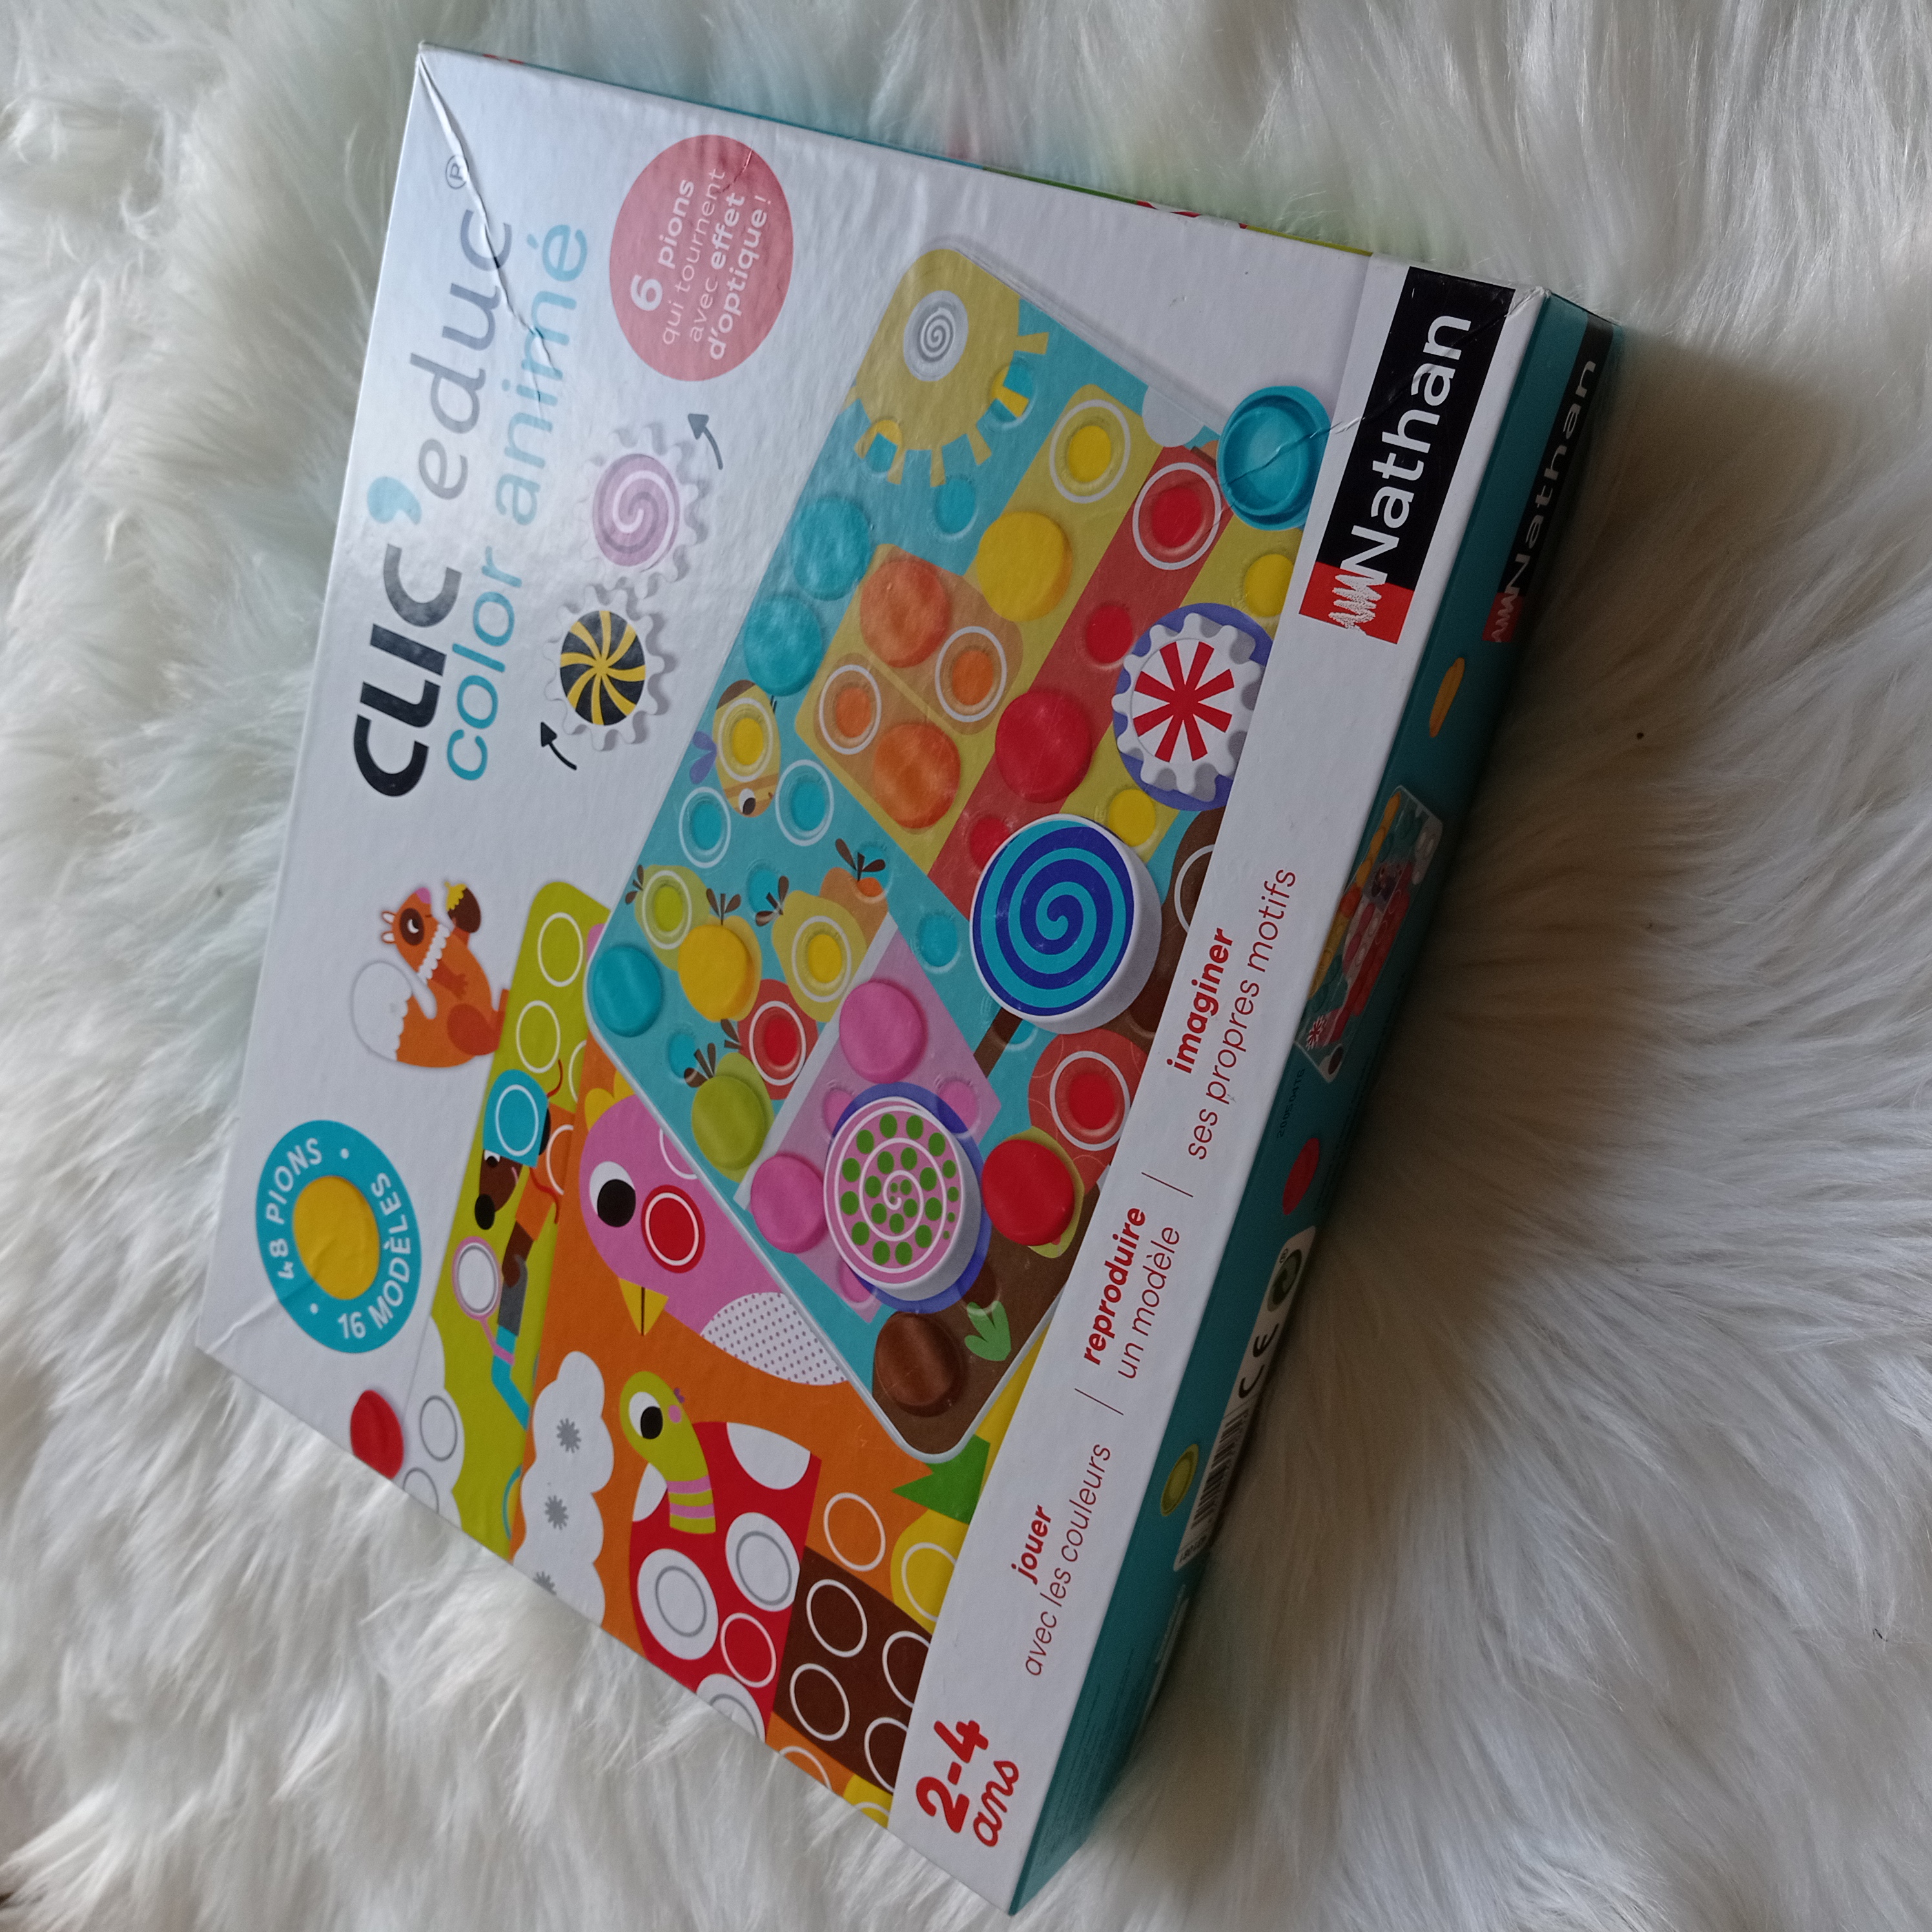 48 PIONS
16 MODÈLES
CLIC'educ®
color animé
6 pions
qui tournent
avec effet
d'optique !
2-4
ans
jouer
avec les couleurs
reproduire
un modèle
imaginer
ses propres motifs
Nathan
CE
Nathan